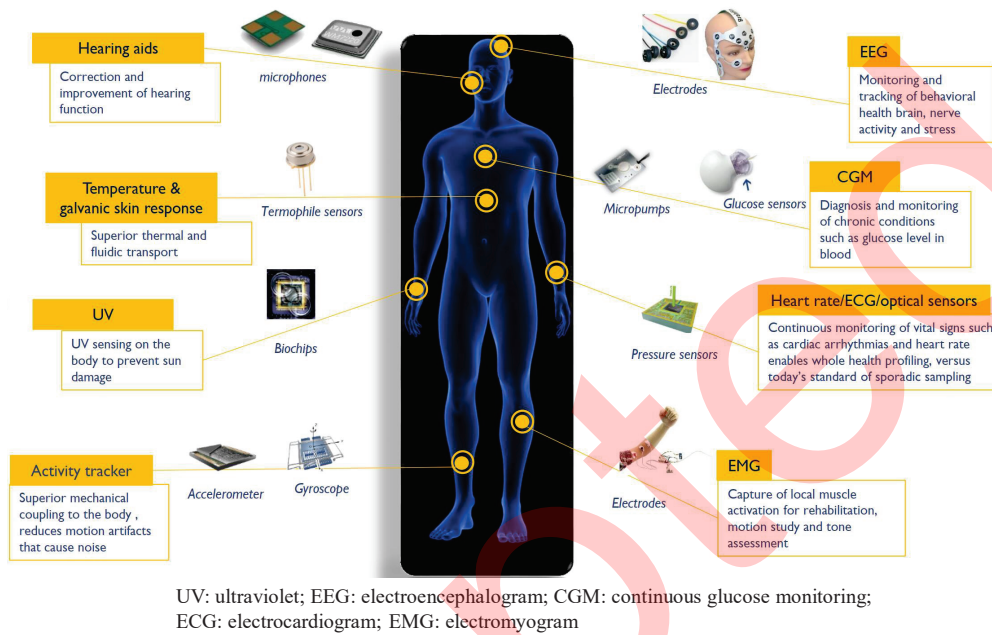 Hearing aids
Correction and
improvement of hearing
function
microphones
Temperature &
galvanic skin response
Superior thermal and
fluidic transport
Termophile sensors
UV
UV sensing on the
body to prevent sun
damage
Biochips
Activity tracker
Superior mechanical
coupling to the body ,
reduces motion artifacts
that cause noise
Accelerometer
Gyroscope
Electrodes
EEG
Monitoring and
tracking of behavioral
health brain, nerve
activity and stress
Micropumps
Glucose sensors
CGM
Diagnosis and monitoring
of chronic conditions
such as glucose level in
blood
Pressure sensors
Heart rate/ECG/optical sensors
Continuous monitoring of vital signs such
as cardiac arrhythmias and heart rate
enables whole health profiling, versus
today's standard of sporadic sampling
Electrodes
EMG
Capture of local muscle
activation for rehabilitation,
motion study and tone
assessment
UV: ultraviolet; EEG: electroencephalogram; CGM: continuous glucose monitoring;
ECG: electrocardiogram; EMG: electromyogram